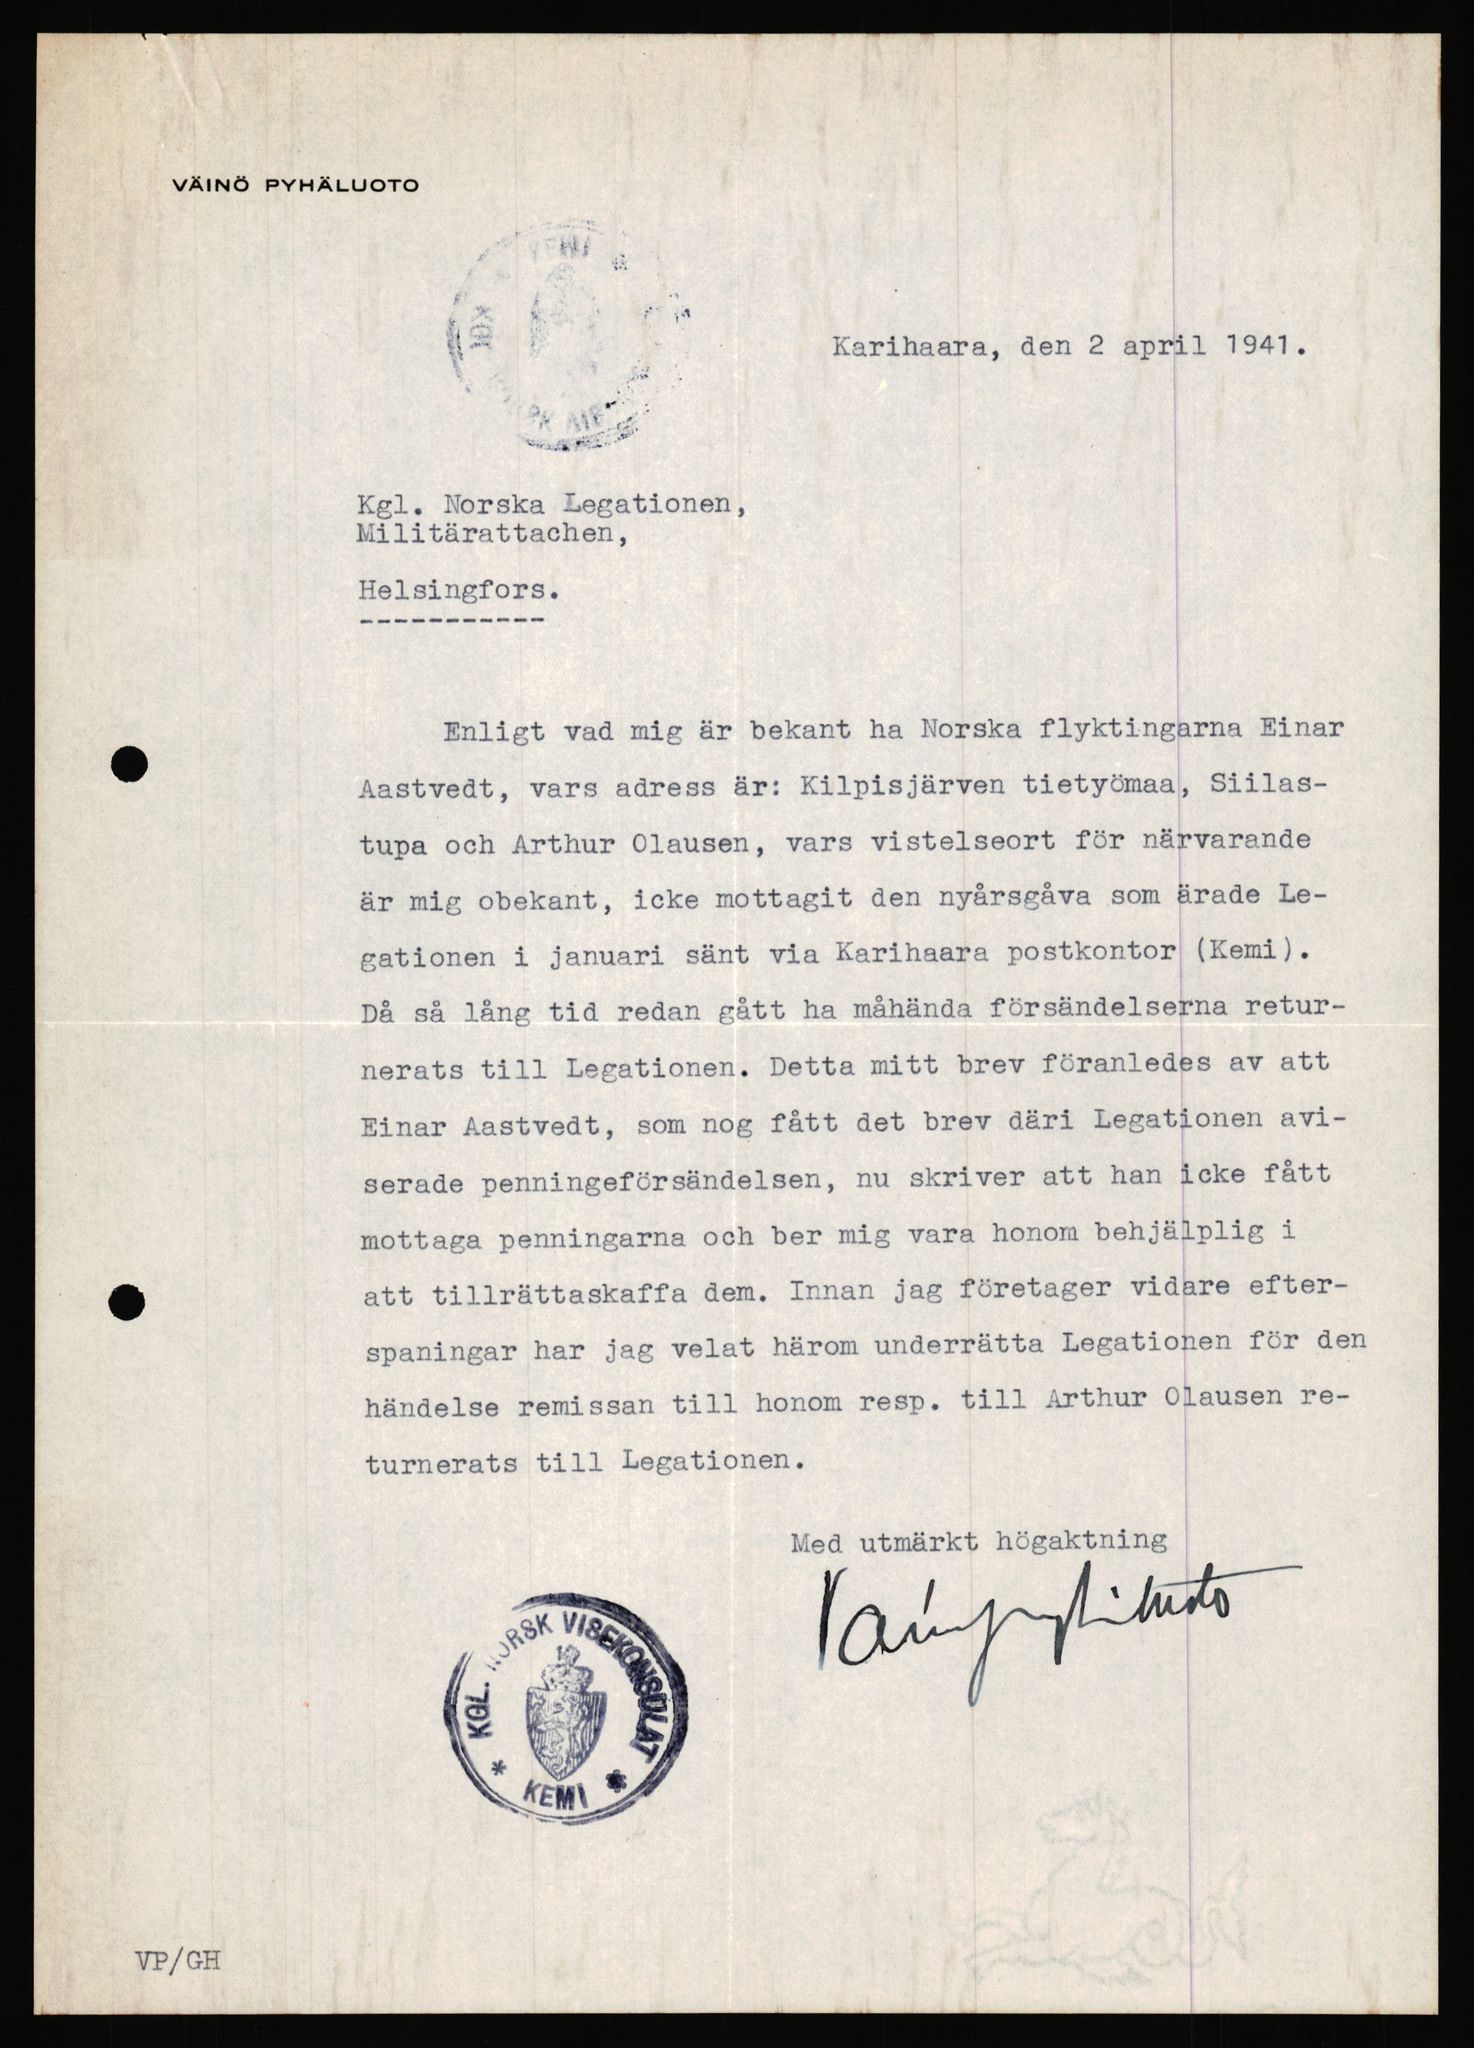 VÄINÖ PYHÄLUOTO
Karihaara, den 2 april 1941.
Kgl. Norska Legationen,
Militärattachen,
Helsingfors.
-----------
Enligt vad mig är bekant ha Norska flyktingarna Einar
Aastvedt, vars adress är: Kilpisjärven tietyömaa, Siilas-
tupa och Arthur Olausen, vars vistelseort för närvarande
är mig obekant, icke mottagit den nyårsgåva som ärade Le-
gationen i januari sänt via Karihaara postkontor (Kemi).
Då så lång tid redan gått ha måhända försändelserna retur-
nerats till Legationen. Detta mitt brev föranledes av att
Einar Aastvedt, som nog fått det brev däri Legationen avi-
serade penningeförsändelsen, nu skriver att han icke fått
mottaga penningarna och ber mig vara honom behjälplig i
att tillrättaskaffa dem. Innan jag företager vidare efter-
spaningar har jag velat härom underrätta Legationen för den
händelse remissan till honom resp. till Arthur Olausen re-
turnerats till Legationen.
Med utmärkt högaktning
Väinö Pyhäluoto
KGL. NORSK VISEKONSULAT
* KEMI *
VP/GH